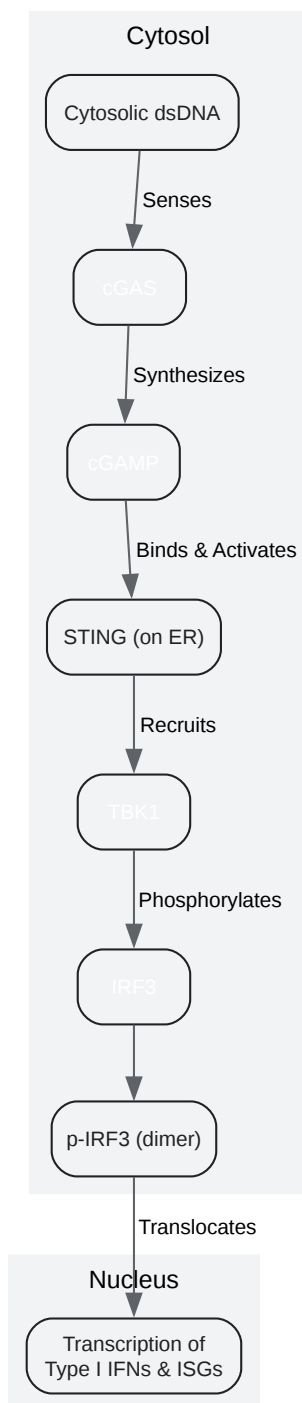 Cytosol
Cytosolic dsDNA
Senses
cGAS
Synthesizes
cGAMP
Binds & Activates
STING (on ER)
Recruits
TBK1
Phosphorylates
IRF3
p-IRF3 (dimer)
Translocates
Nucleus
Transcription of
Type I IFNs & ISGs